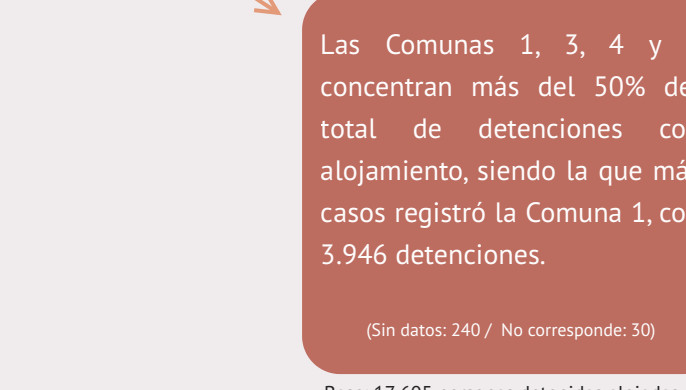 Las Comunas 1, 3, 4 y
concentran más del 50% de
total de detenciones co
alojamiento, siendo la que má
casos registró la Comuna 1, co
3.946 detenciones.
(Sin datos: 240 / No corresponde: 30)